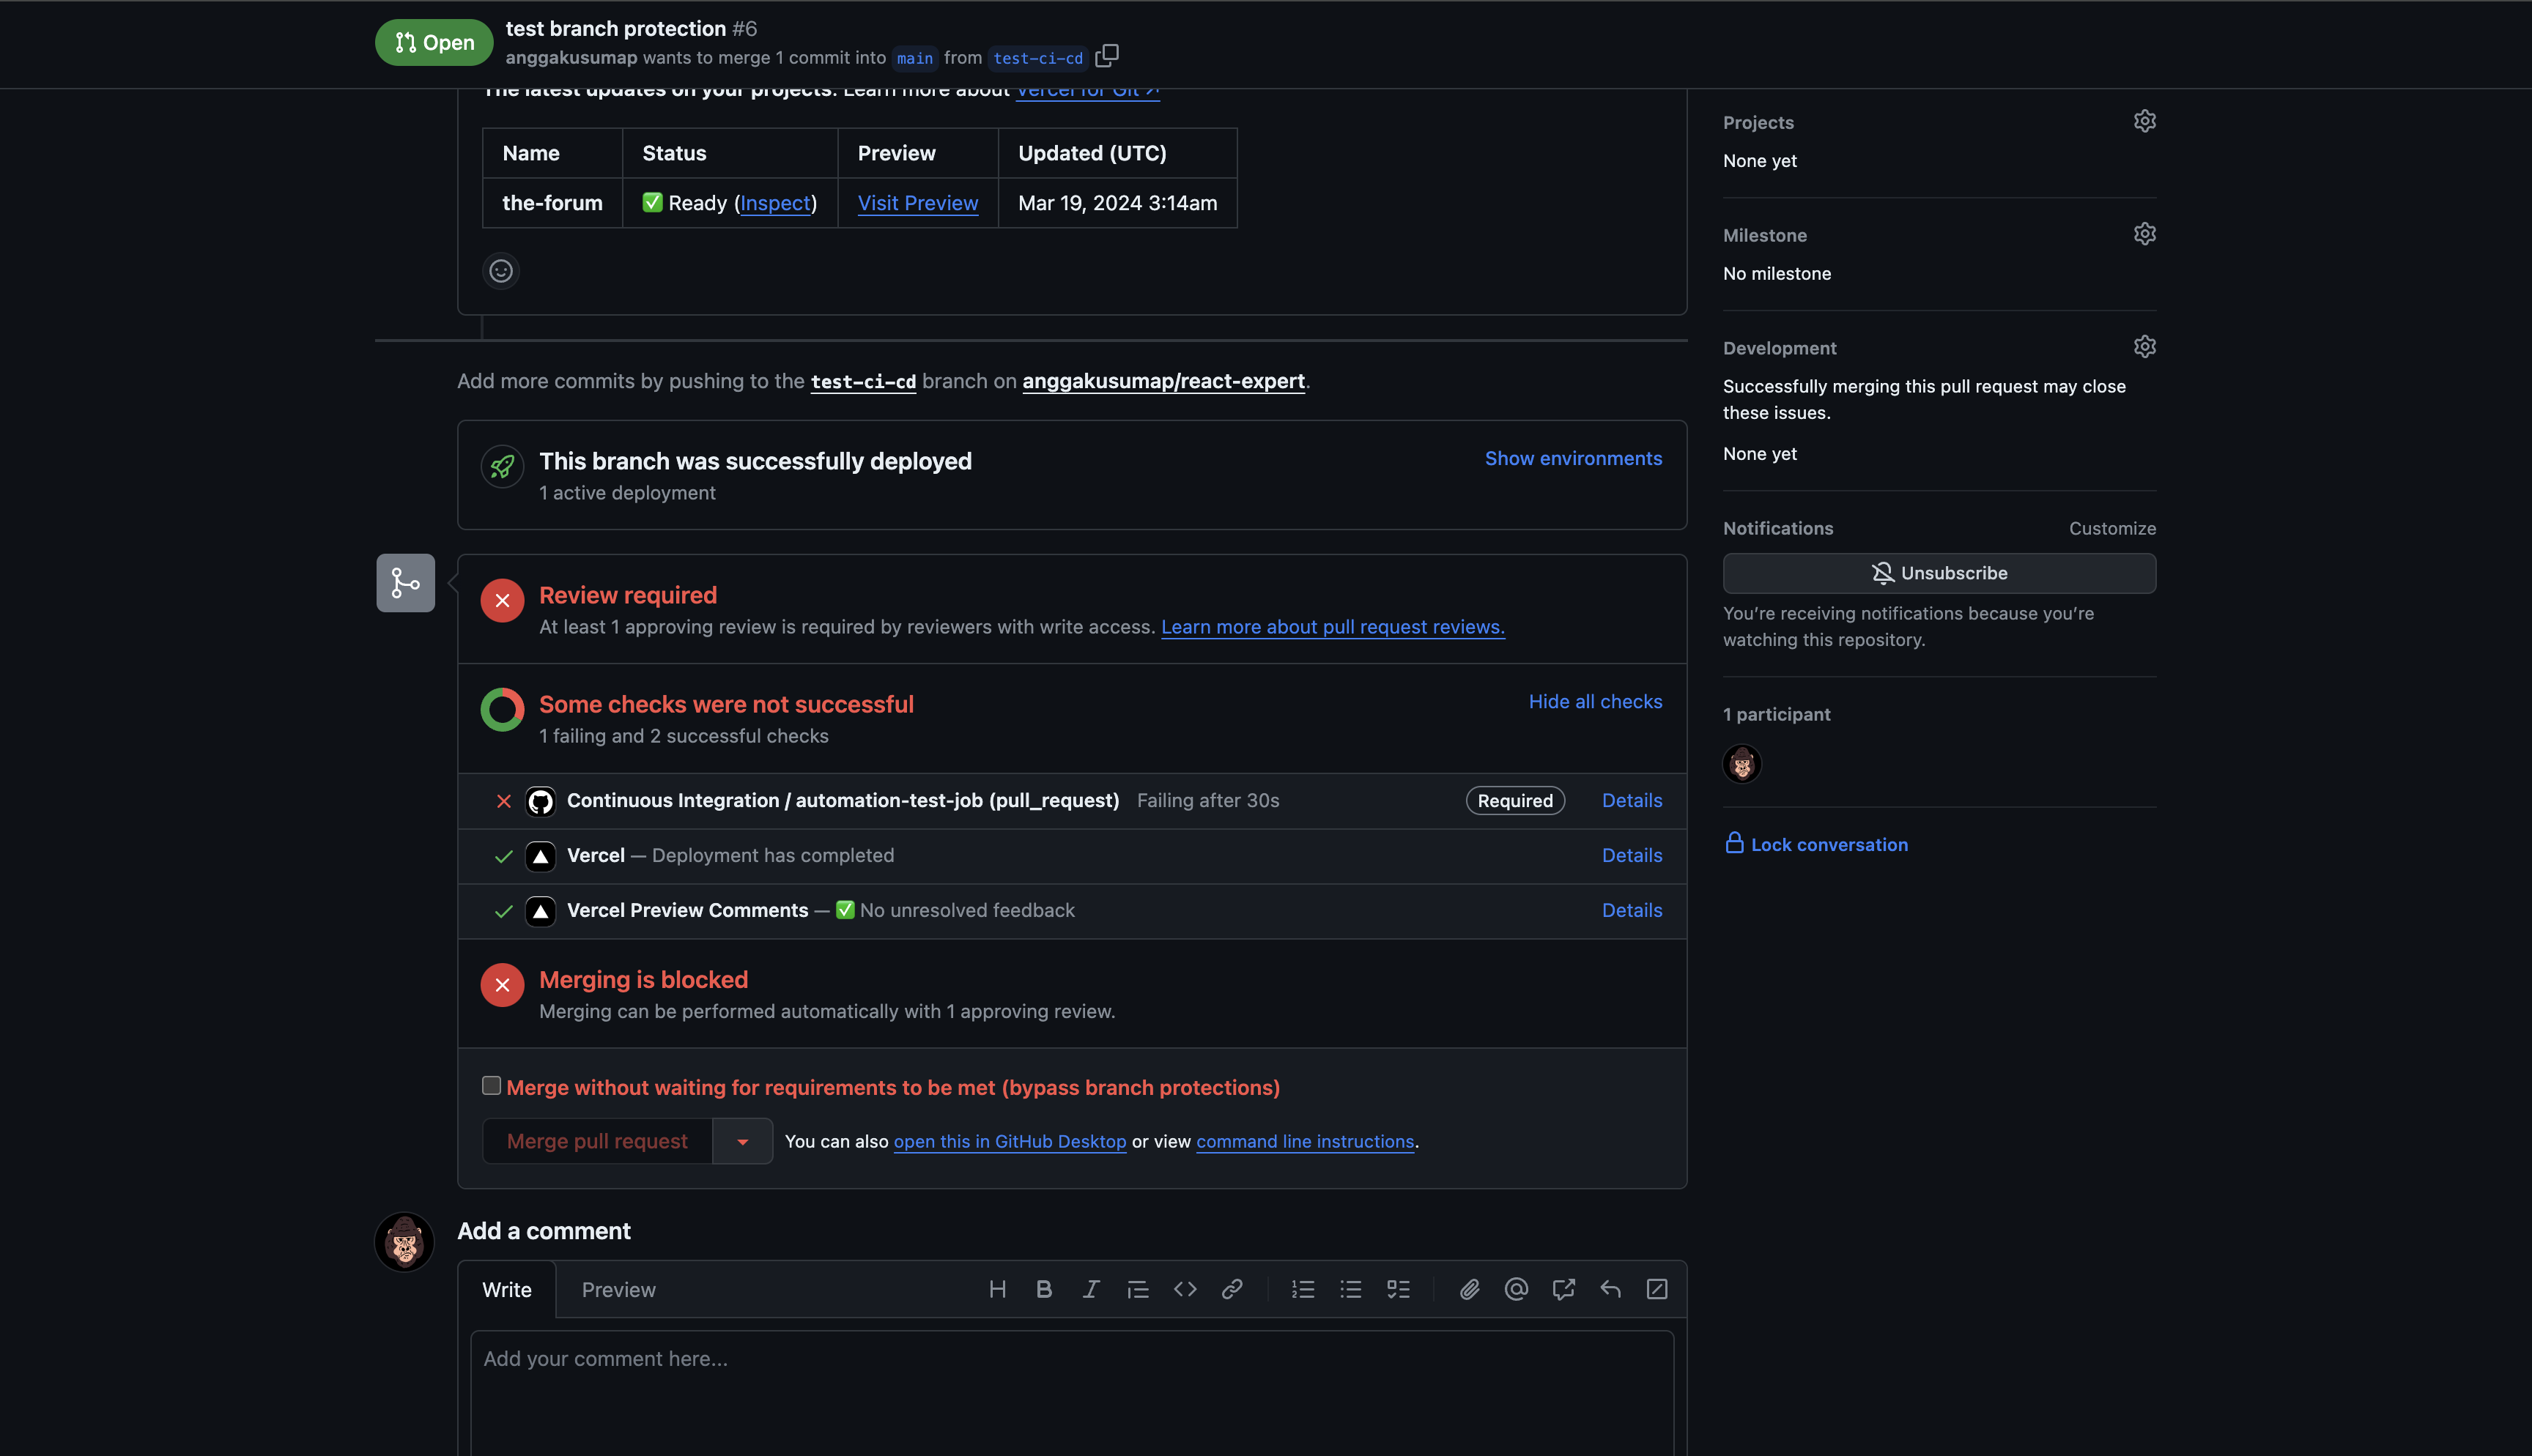 Open
test branch protection #6
anggakusumap wants to merge 1 commit into main from test-ci-cd
The latest updates on your projects. Learn more about Vercel for Git ↗
Name Status Preview Updated (UTC)
the-forum ✅ Ready (Inspect) Visit Preview Mar 19, 2024 3:14am
Add more commits by pushing to the test-ci-cd branch on anggakusumap/react-expert.
This branch was successfully deployed
Show environments
1 active deployment
Review required
At least 1 approving review is required by reviewers with write access. Learn more about pull request reviews.
Some checks were not successful
Hide all checks
1 failing and 2 successful checks
Continuous Integration / automation-test-job (pull_request) Failing after 30s Required Details
Vercel — Deployment has completed Details
Vercel Preview Comments — ✅ No unresolved feedback Details
Merging is blocked
Merging can be performed automatically with 1 approving review.
Merge without waiting for requirements to be met (bypass branch protections)
Merge pull request You can also open this in GitHub Desktop or view command line instructions.
Add a comment
Write Preview
Add your comment here...
Projects
None yet
Milestone
No milestone
Development
Successfully merging this pull request may close
these issues.
None yet
Notifications Customize
Unsubscribe
You’re receiving notifications because you’re
watching this repository.
1 participant
Lock conversation